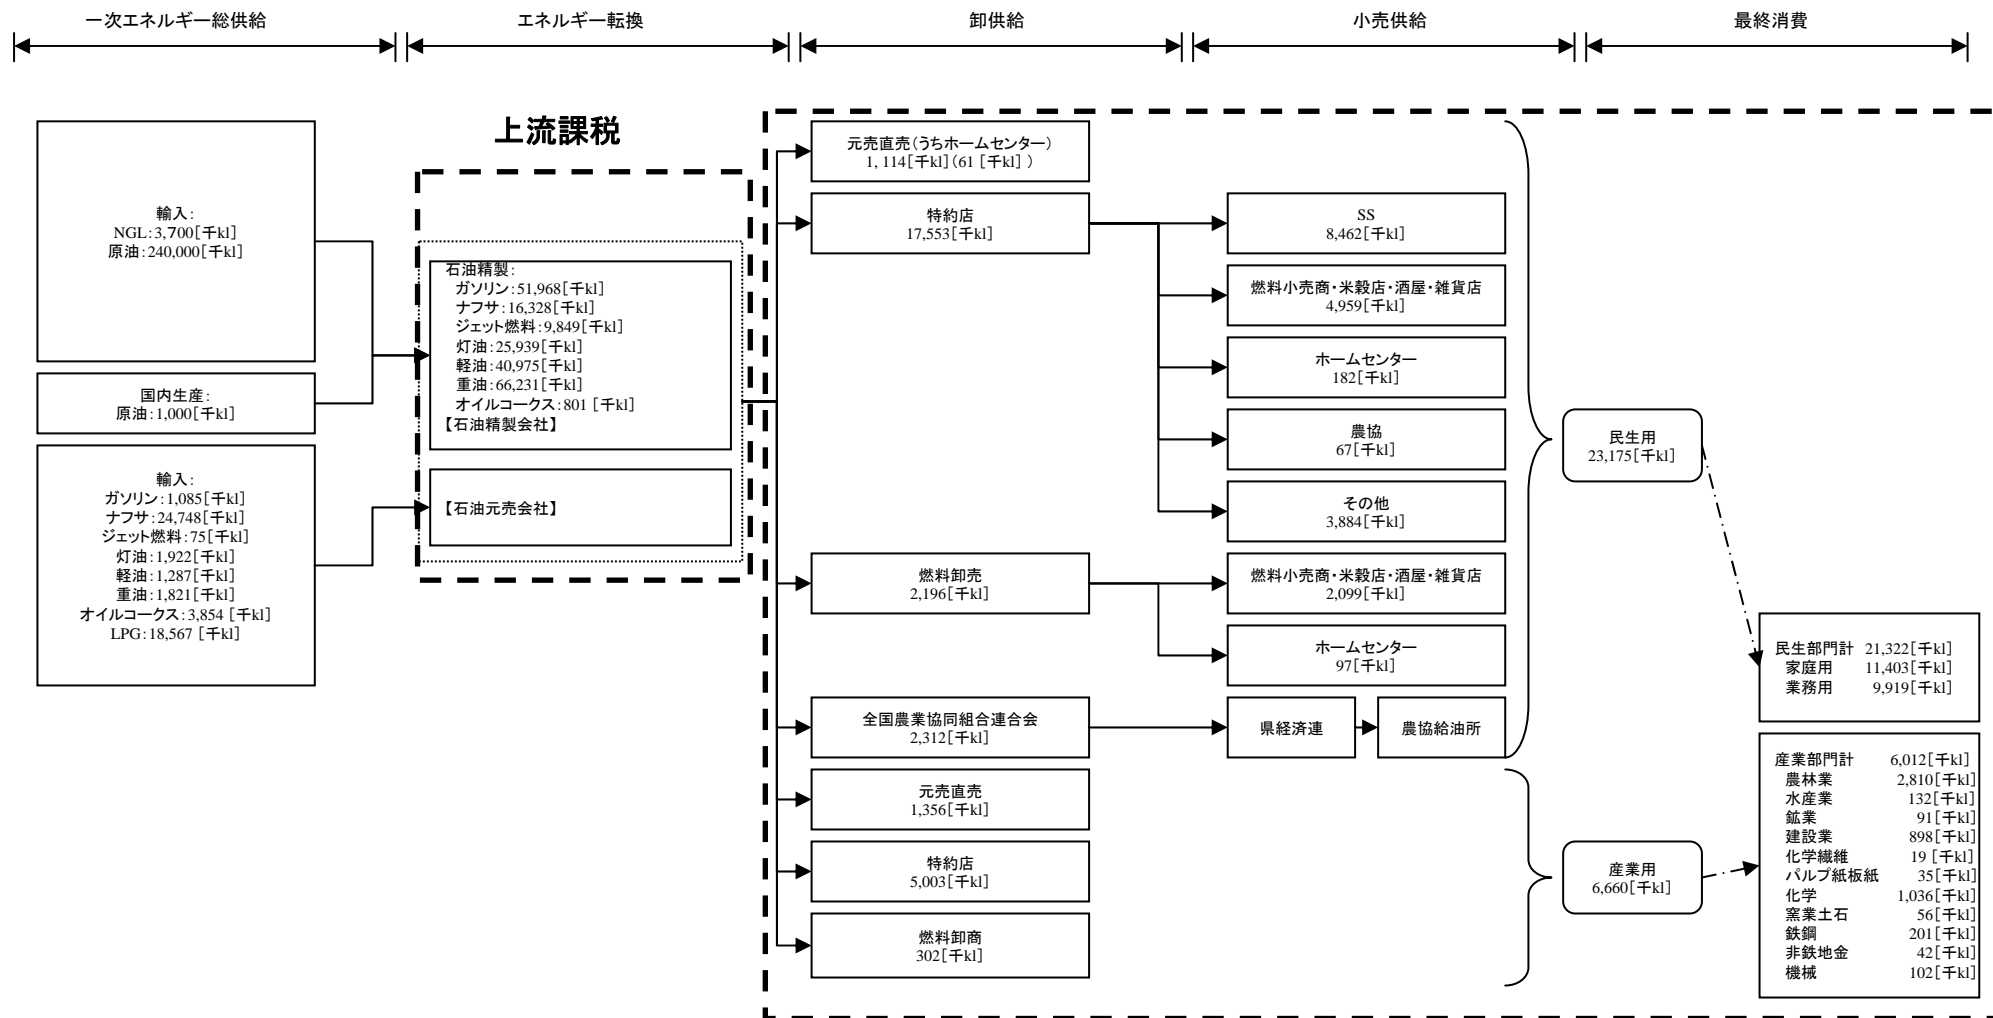 一次エネルギー総供給
エネルギー転換
卸供給
小売供給
最終消費
上流課税
輸入:
NGL:3,700[千kl]
原油:240,000[千kl]
国内生産:
原油:1,000[千kl]
輸入:
ガソリン:1,085[千kl]
ナフサ:24,748[千kl]
ジェット燃料:75[千kl]
灯油:1,922[千kl]
軽油:1,287[千kl]
重油:1,821[千kl]
オイルコークス:3,854 [千kl]
LPG:18,567 [千kl]
石油精製:
ガソリン:51,968[千kl]
ナフサ:16,328[千kl]
ジェット燃料:9,849[千kl]
灯油:25,939[千kl]
軽油:40,975[千kl]
重油:66,231[千kl]
オイルコークス:801 [千kl]
【石油精製会社】
【石油元売会社】
元売直売(うちホームセンター)
1, 114[千kl](61 [千kl] )
特約店
17,553[千kl]
燃料卸売
2,196[千kl]
全国農業協同組合連合会
2,312[千kl]
元売直売
1,356[千kl]
特約店
5,003[千kl]
燃料卸商
302[千kl]
SS
8,462[千kl]
燃料小売商・米穀店・酒屋・雑貨店
4,959[千kl]
ホームセンター
182[千kl]
農協
67[千kl]
その他
3,884[千kl]
燃料小売商・米穀店・酒屋・雑貨店
2,099[千kl]
ホームセンター
97[千kl]
県経済連
農協給油所
民生用
23,175[千kl]
産業用
6,660[千kl]
民生部門計 21,322[千kl]
家庭用 11,403[千kl]
業務用 9,919[千kl]
産業部門計 6,012[千kl]
農林業 2,810[千kl]
水産業 132[千kl]
鉱業 91[千kl]
建設業 898[千kl]
化学繊維 19 [千kl]
パルプ紙板紙 35[千kl]
化学 1,036[千kl]
窯業土石 56[千kl]
鉄鋼 201[千kl]
非鉄地金 42[千kl]
機械 102[千kl]